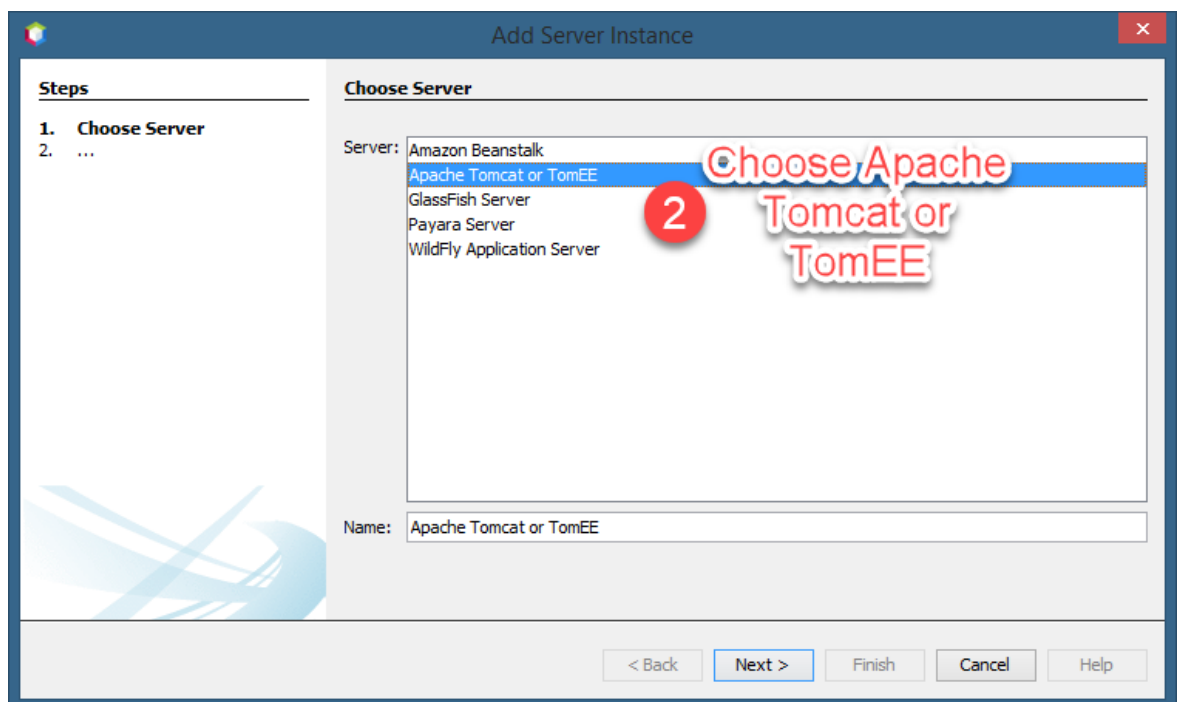 Add Server Instance
Steps
1. Choose Server
2. ...
Choose Server
Server:
Amazon Beanstalk
Apache Tomcat or TomEE
GlassFish Server
Payara Server
WildFly Application Server
2
Choose Apache
Tomcat or
TomEE
Name: Apache Tomcat or TomEE
< Back Next > Finish Cancel Help